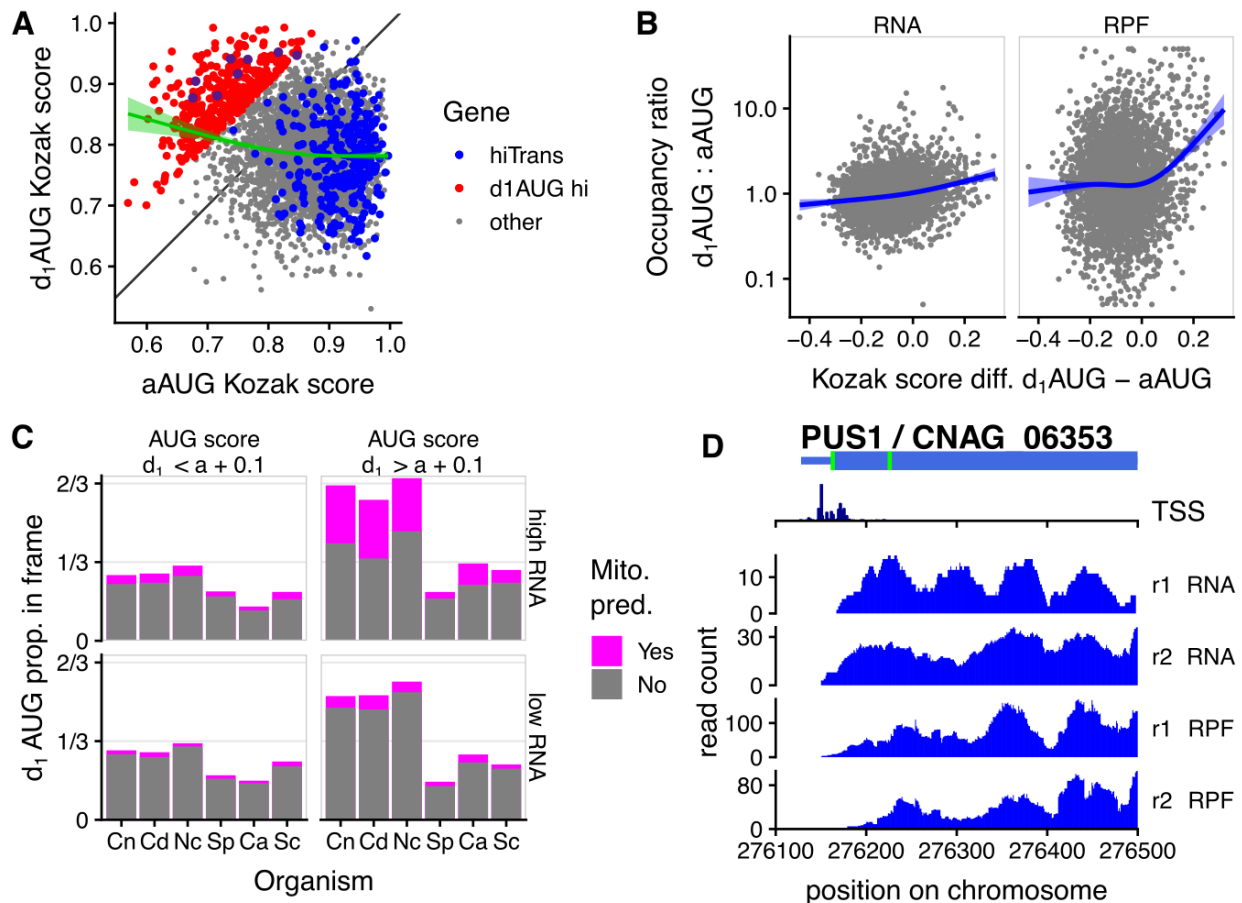 A
1.0
0.9
0.8
0.7
0.6
d₁AUG Kozak score
0.6 0.7 0.8 0.9 1.0
aAUG Kozak score
Gene
hiTrans
d1AUG hi
other
B
RNA RPF
10.0
1.0
0.1
Occupancy ratio
d₁AUG : aAUG
−0.4 −0.2 0.0 0.2 −0.4 −0.2 0.0 0.2
Kozak score diff. d₁AUG − aAUG
C
AUG score
d₁ < a + 0.1
AUG score
d₁ > a + 0.1
2/3
1/3
0
high RNA
2/3
1/3
0
low RNA
d₁ AUG prop. in frame
Cn Cd Nc Sp Ca Sc Cn Cd Nc Sp Ca Sc
Organism
Mito.
pred.
Yes
No
D
PUS1 / CNAG_06353
TSS
10
0
r1 RNA
30
0
r2 RNA
100
0
r1 RPF
80
0
r2 RPF
read count
276100 276200 276300 276400 276500
position on chromosome